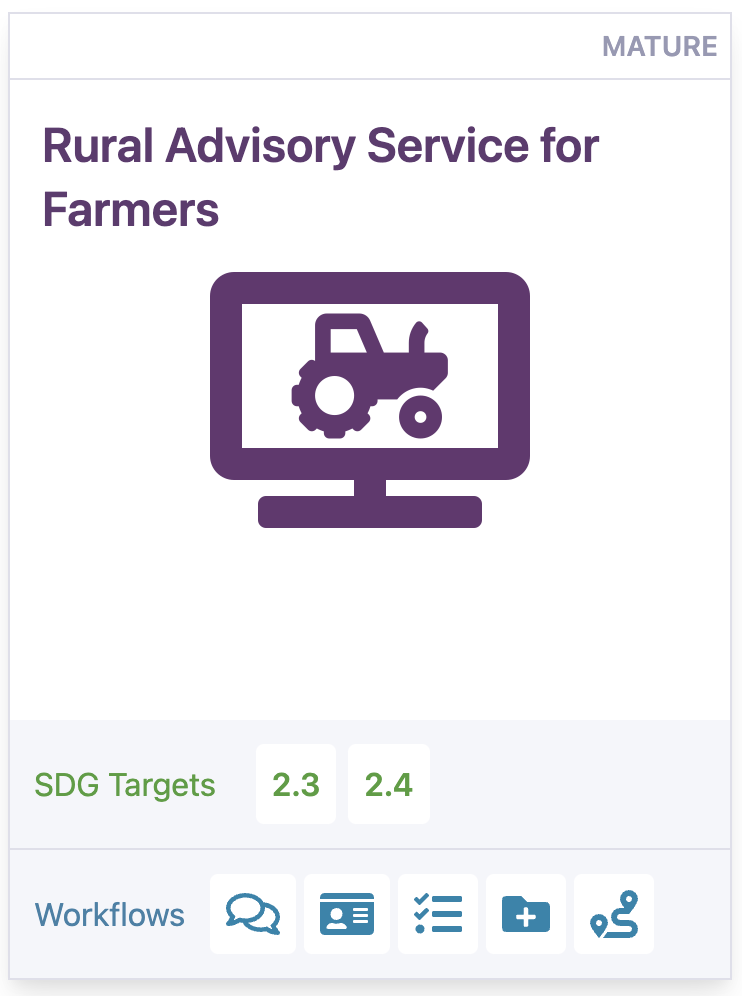 MATURE
Rural Advisory Service for
Farmers
SDG Targets 2.3 2.4
Workflows